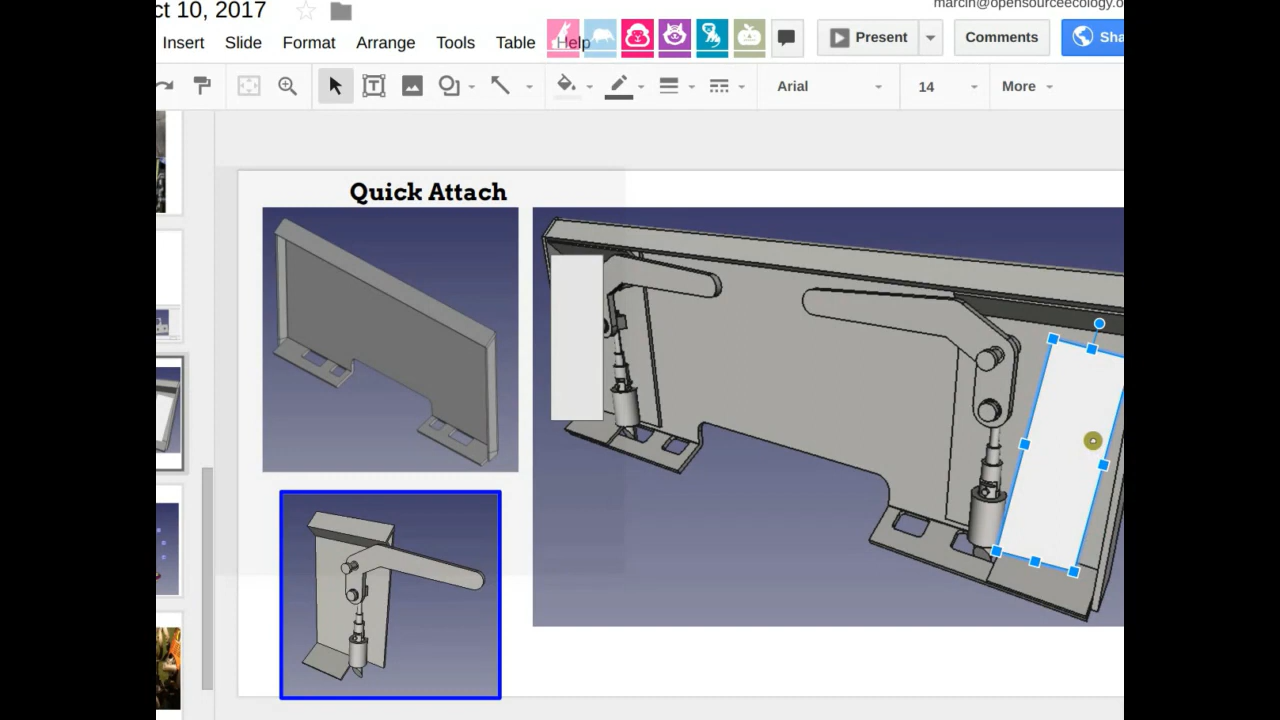 ct 10, 2017
marcin@opensourceecology.o
Insert Slide Format Arrange Tools Table Help
Present
Comments
Sha
Arial
14
More
Quick Attach